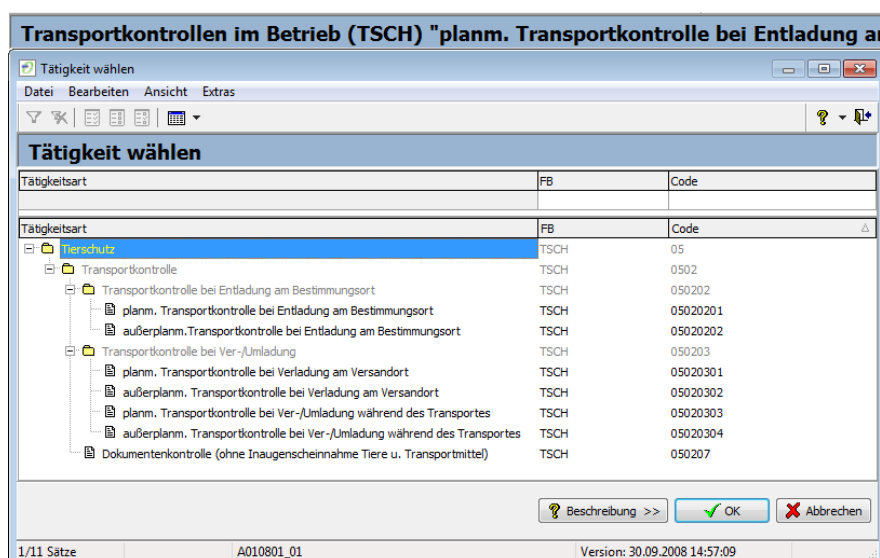 Transportkontrollen im Betrieb (TSCH) "planm. Transportkontrolle bei Entladung
Tätigkeit wählen
Datei Bearbeiten Ansicht Extras
Tätigkeit wählen
Tätigkeitsart FB Code
Tätigkeitsart FB Code
Tierschutz TSCH 05
Transportkontrolle TSCH 0502
Transportkontrolle bei Entladung am Bestimmungsort TSCH 050202
planm. Transportkontrolle bei Entladung am Bestimmungsort TSCH 05020201
außerplanm.Transportkontrolle bei Entladung am Bestimmungsort TSCH 05020202
Transportkontrolle bei Ver-/Umladung TSCH 050203
planm. Transportkontrolle bei Verladung am Versandort TSCH 05020301
außerplanm. Transportkontrolle bei Verladung am Versandort TSCH 05020302
planm. Transportkontrolle bei Ver-/Umladung während des Transportes TSCH 05020303
außerplanm. Transportkontrolle bei Ver-/Umladung während des Transportes TSCH 05020304
Dokumentenkontrolle (ohne Inaugenscheinnahme Tiere u. Transportmittel) TSCH 050207
Beschreibung >> OK Abbrechen
1/11 Sätze A010801_01 Version: 30.09.2008 14:57:09